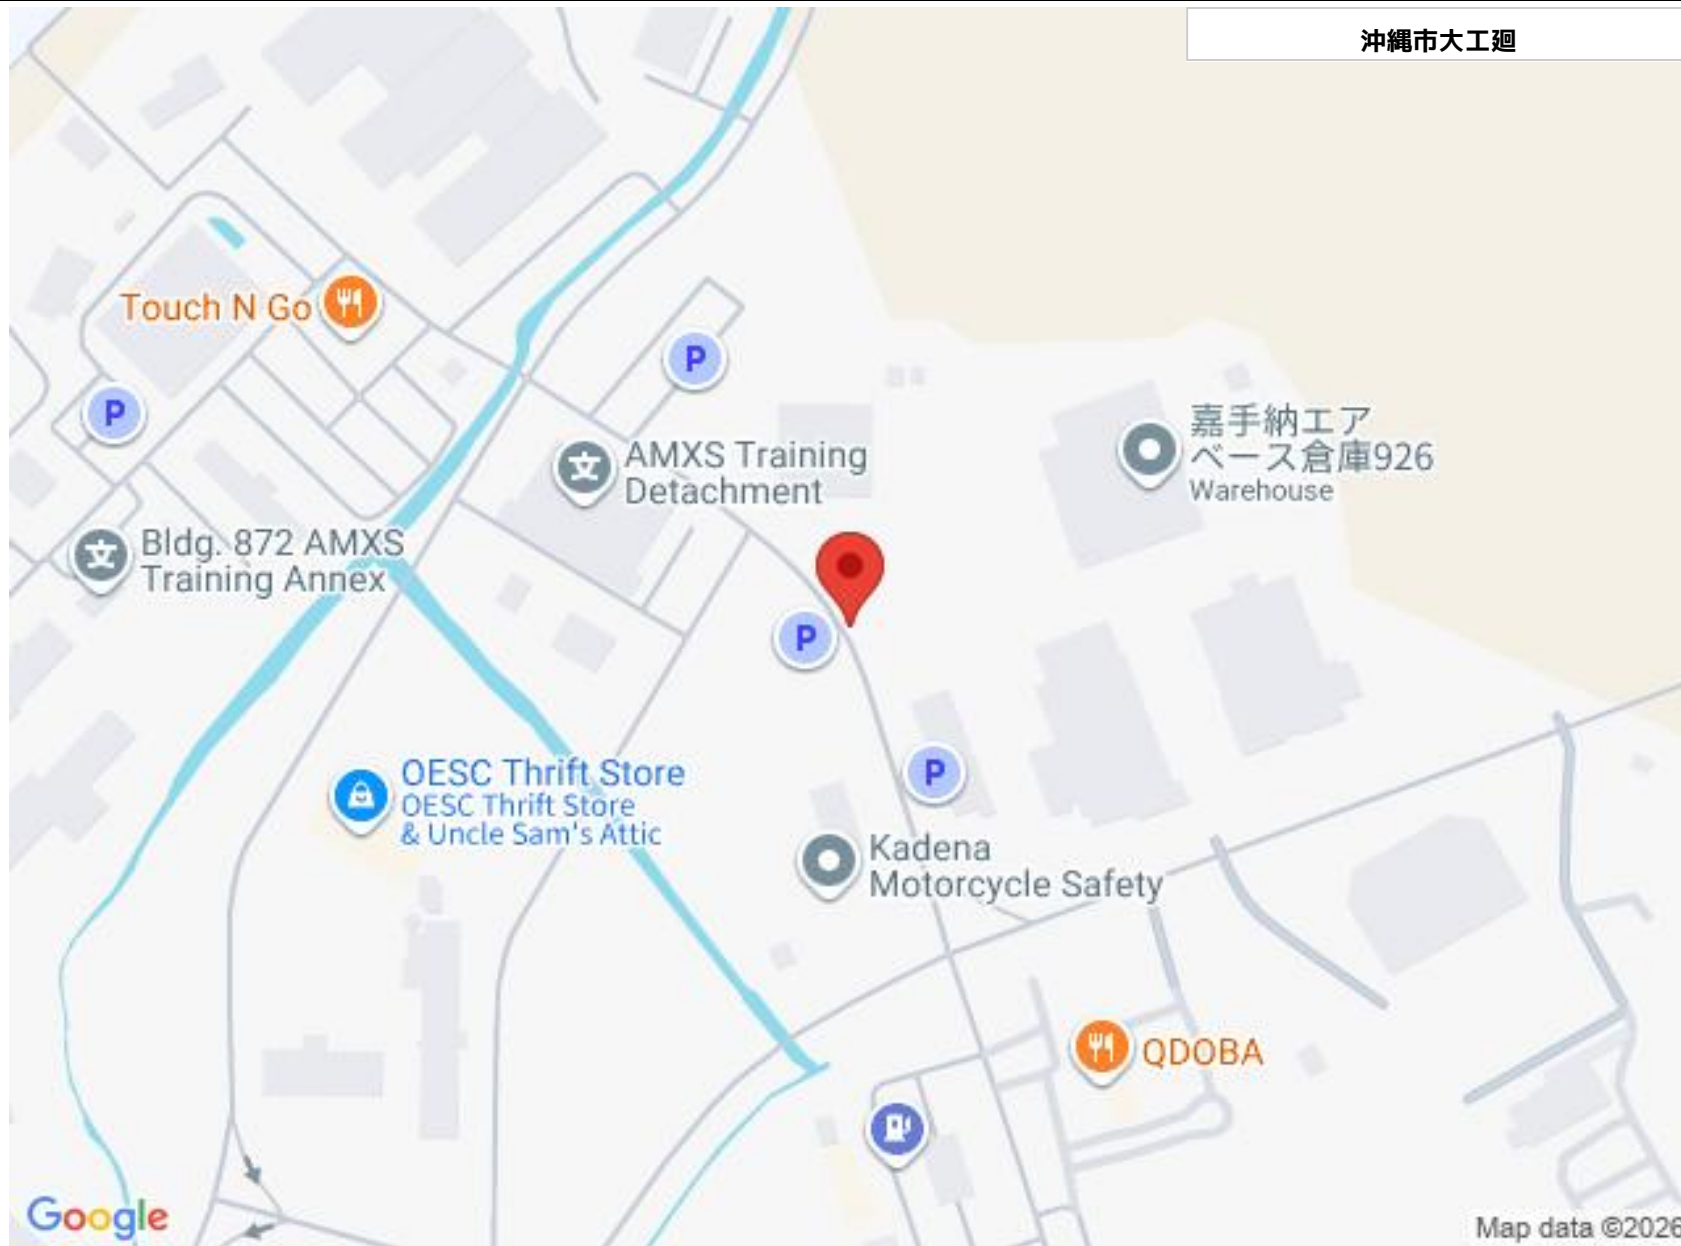 沖縄市大工廻
Touch N Go
P
P
嘉手納エア
ベース倉庫926
Warehouse
AMXS Training
Detachment
Bldg. 872 AMXS
Training Annex
P
OESC Thrift Store
OESC Thrift Store
& Uncle Sam's Attic
P
Kadena
Motorcycle Safety
QDOBA
Google
Map data ©2026